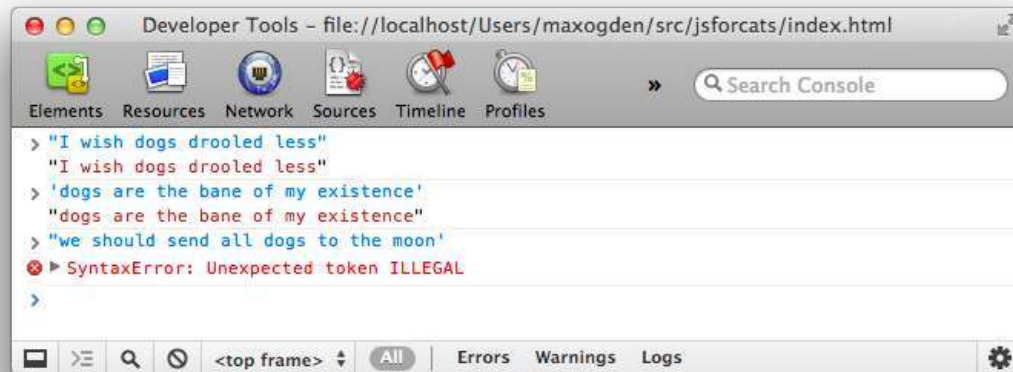 Developer Tools - file://localhost/Users/maxogden/src/jsforcats/index.html
Elements Resources Network Sources Timeline Profiles » Search Console
> "I wish dogs drooled less"
"I wish dogs drooled less"
> 'dogs are the bane of my existence'
"dogs are the bane of my existence"
> "we should send all dogs to the moon'
SyntaxError: Unexpected token ILLEGAL
>
<top frame> All Errors Warnings Logs